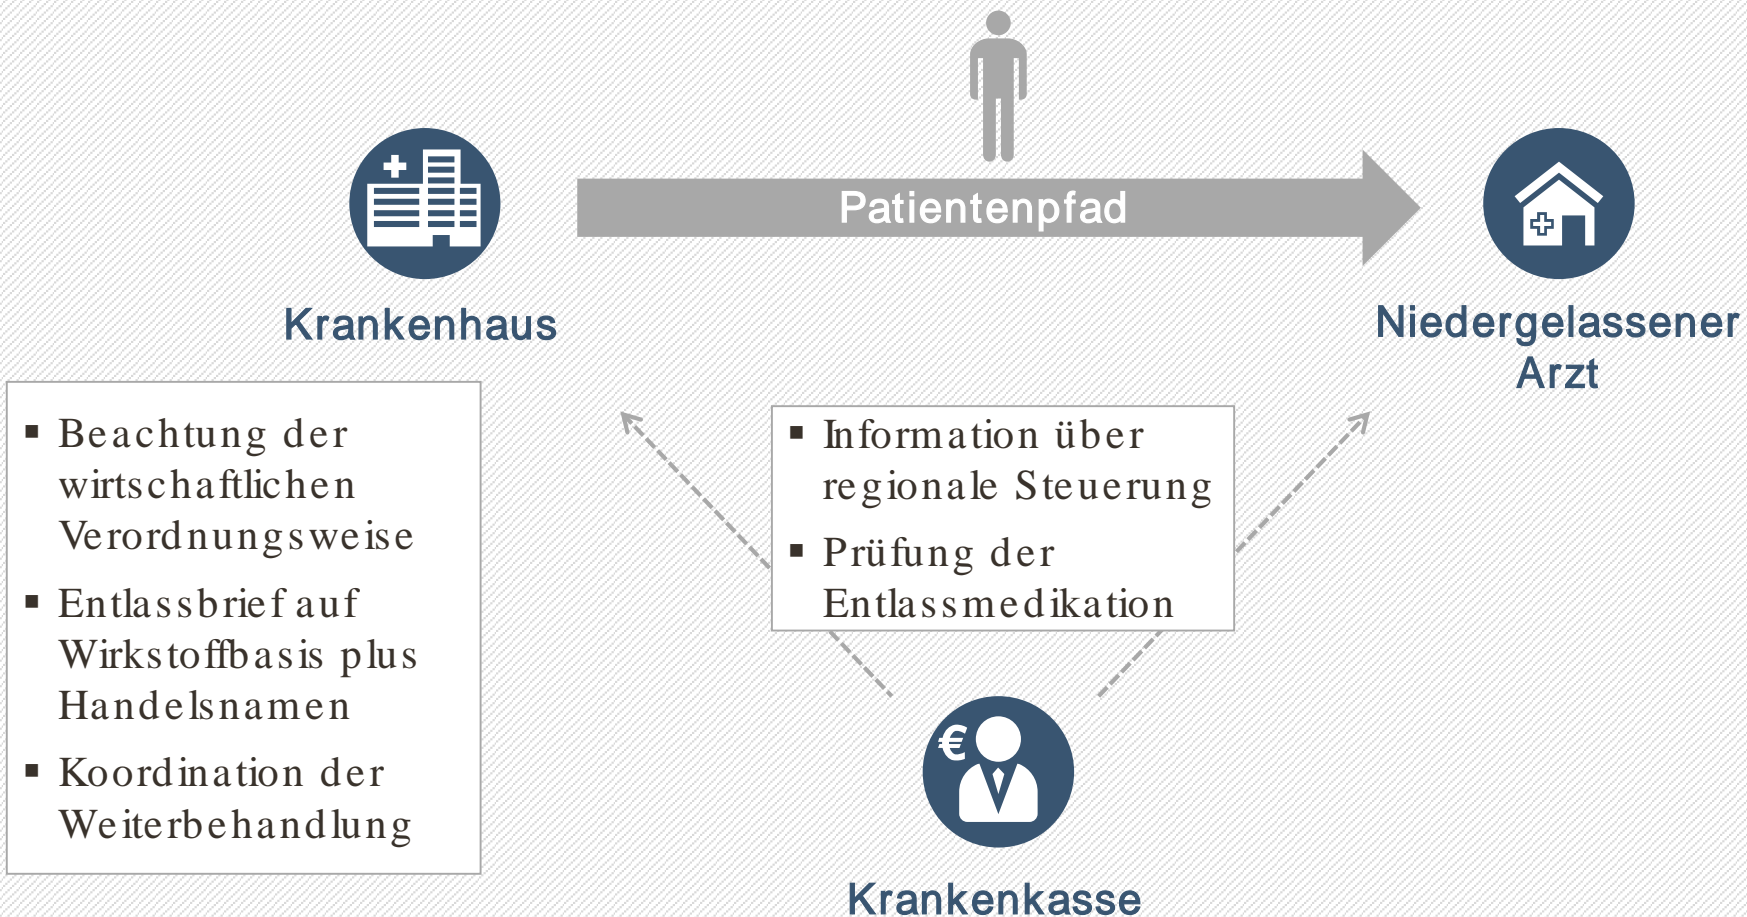 Patientenpfad
Krankenhaus
Niedergelassener
Arzt
▪ Beachtung der
wirtschaftlichen
Verordnungsweise
▪ Entlassbrief auf
Wirkstoffbasis plus
Handelsnamen
▪ Koordination der
Weiterbehandlung
▪ Information über
regionale Steuerung
▪ Prüfung der
Entlassmedikation
€
Krankenkasse